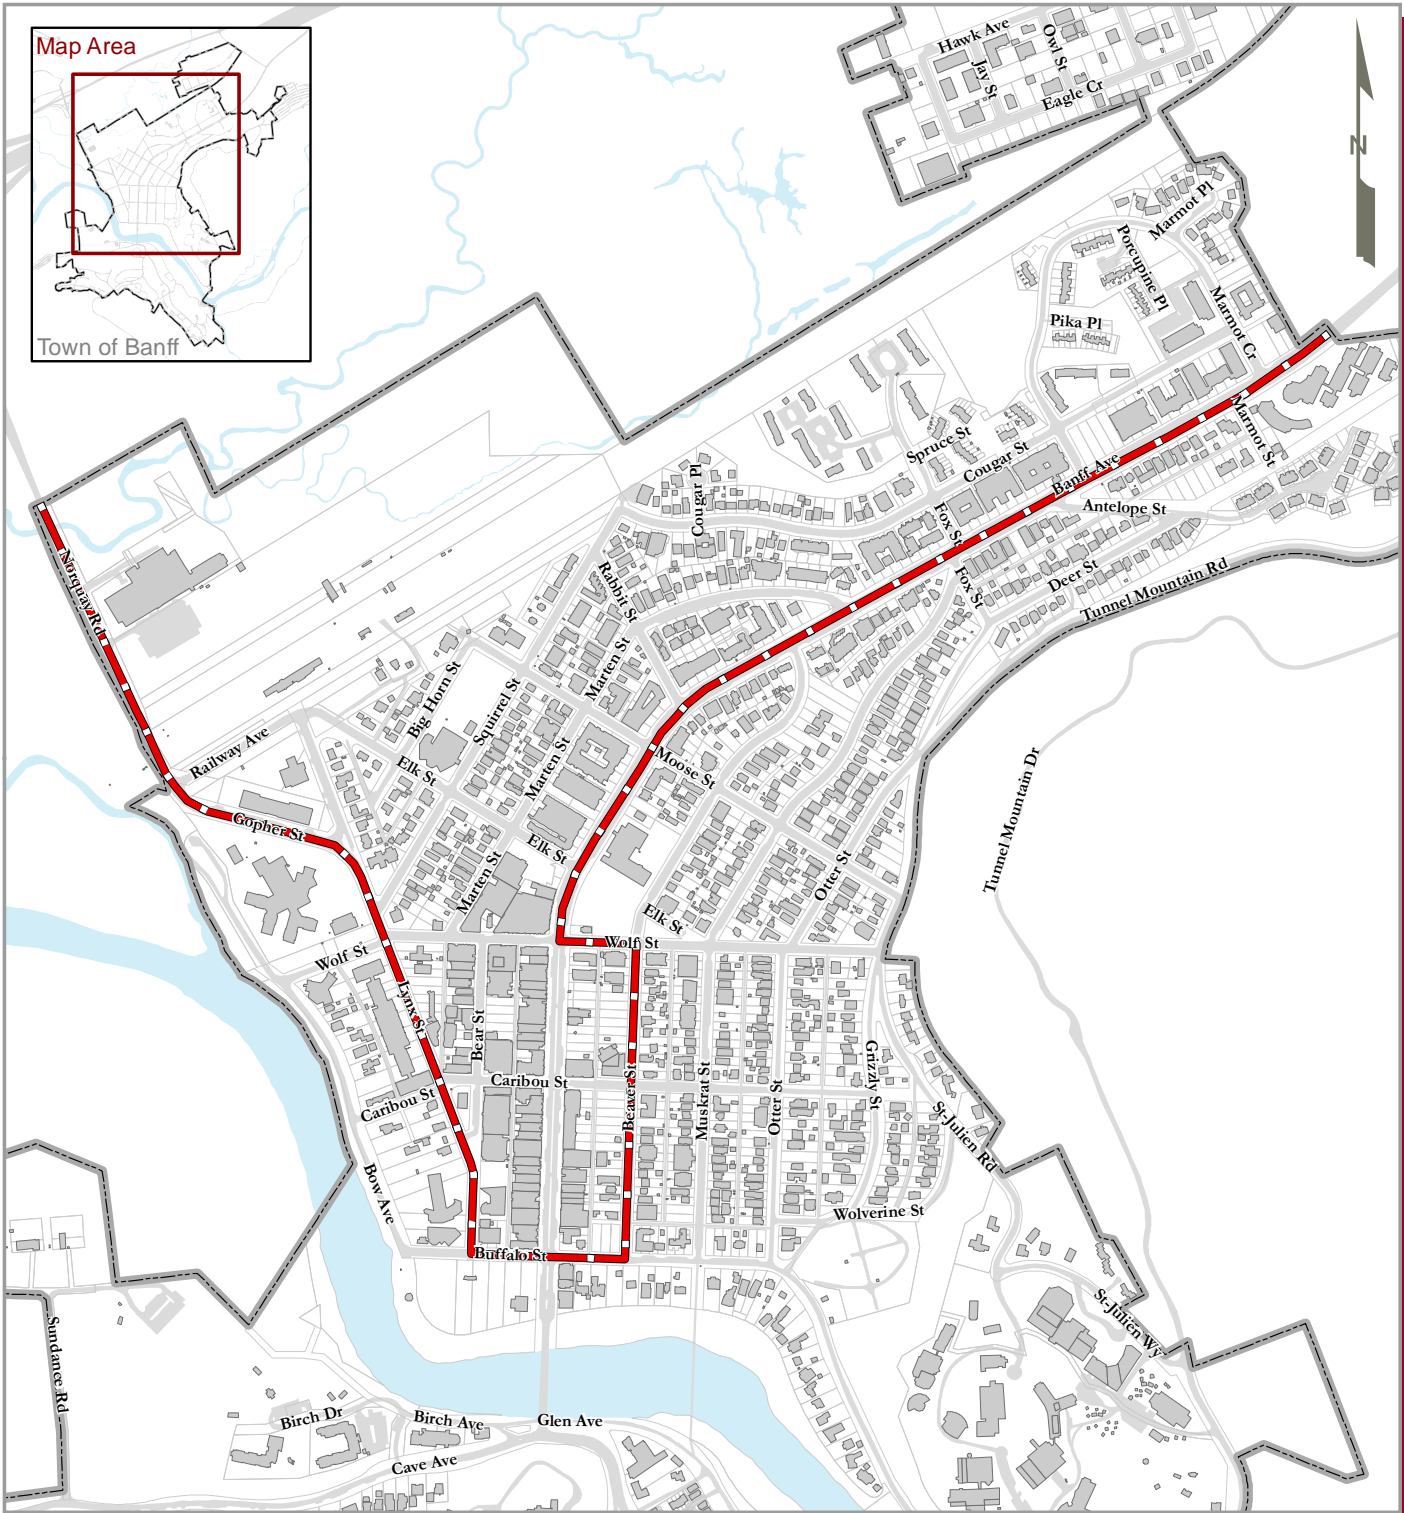 Map Area
Town of Banff
N
Hawk Ave
Owl St
Jay St
Eagle Cr
Marmot Pl
Porcupine Pl
Pika Pl
Marmot Cr
Marmot St
Spruce St
Cougar St
Cougar Pl
Banff Ave
Antelope St
Fox St
Fox St
Deer St
Tunnel Mountain Rd
Norquay Rd
Rabbit St
Marten St
Big Horn St
Squirrel St
Railway Ave
Elk St
Marten St
Moose St
Tunnel Mountain Dr
Gopher St
Elk St
Marten St
Otter St
Elk St
Wolf St
Wolf St
Lynx St
Bear St
Caribou St
Caribou St
Beaver St
Muskrat St
Otter St
Grizzly St
St-Julien Rd
Bow Ave
Wolverine St
Buffalo St
St-Julien Wy
Sundance Rd
Birch Dr
Birch Ave
Glen Ave
Cave Ave